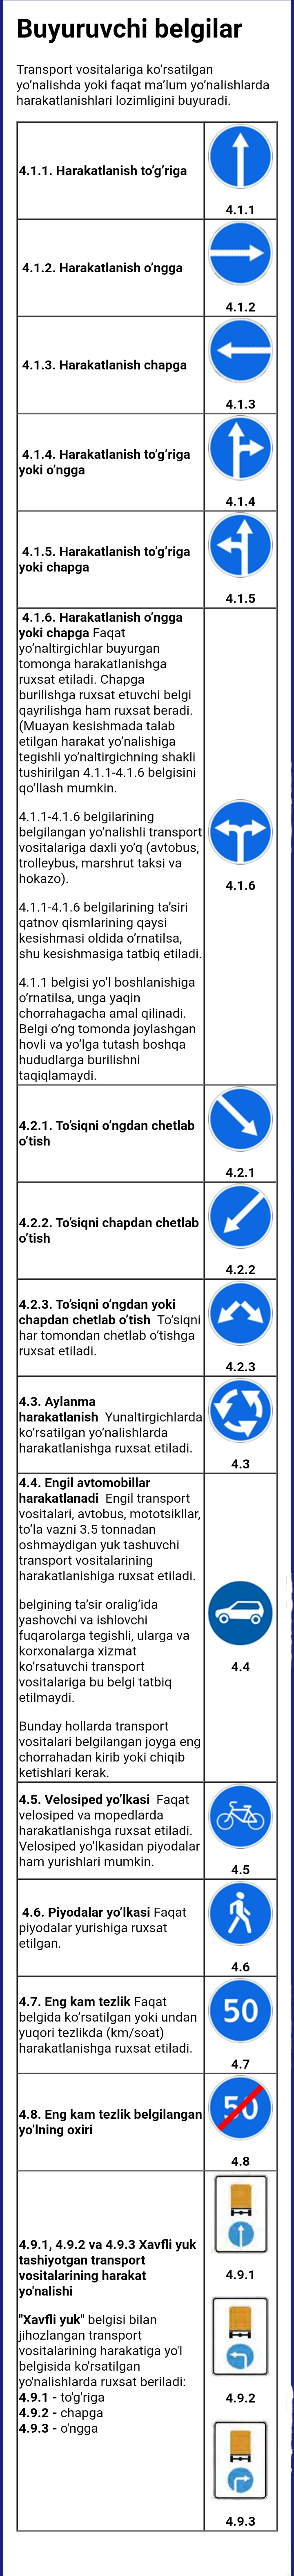 Buyuruvchi belgilar
Transport vositalariga ko’rsatilgan
yo’nalishda yoki faqat ma’lum yo’nalishlarda
harakatlanishlari lozimligini buyuradi.
4.1.1. Harakatlanish to’g’riga
4.1.1
4.1.2. Harakatlanish o’ngga
4.1.2
4.1.3. Harakatlanish chapga
4.1.3
4.1.4. Harakatlanish to’g’riga
yoki o’ngga
4.1.4
4.1.5. Harakatlanish to’g’riga
yoki chapga
4.1.5
4.1.6. Harakatlanish o’ngga
yoki chapga Faqat
yo’naltirgichlar buyurgan
tomonga harakatlanishga
ruxsat etiladi. Chapga
burilishga ruxsat etuvchi belgi
qayrilishga ham ruxsat beradi.
(Muayan kesishmada talab
etilgan harakat yo’nalishiga
tegishli yo’naltirgichning shakli
tushirilgan 4.1.1-4.1.6 belgisini
qo’llash mumkin.
4.1.1-4.1.6 belgilarining
belgilangan yo’nalishli transport
vositalariga daxli yo’q (avtobus,
trolleybus, marshrut taksi va
hokazo).
4.1.1-4.1.6 belgilarining ta’siri
qatnov qismlarining qaysi
kesishmasi oldida o’rnatilsa,
shu kesishmasiga tatbiq etiladi.
4.1.1 belgisi yo’l boshlanishiga
o’rnatilsa, unga yaqin
chorrahagacha amal qilinadi.
Belgi o’ng tomonda joylashgan
hovli va yo’lga tutash boshqa
hududlarga burilishni
taqiqlamaydi.
4.1.6
4.2.1. To’siqni o’ngdan chetlab
o’tish
4.2.1
4.2.2. To’siqni chapdan chetlab
o’tish
4.2.2
4.2.3. To’siqni o’ngdan yoki
chapdan chetlab o’tish To’siqni
har tomondan chetlab o’tishga
ruxsat etiladi.
4.2.3
4.3. Aylanma
harakatlanish Yunaltirgichlarda
ko’rsatilgan yo’nalishlarda
harakatlanishga ruxsat etiladi.
4.3
4.4. Engil avtomobillar
harakatlanadi Engil transport
vositalari, avtobus, mototsikllar,
to’la vazni 3.5 tonnadan
oshmaydigan yuk tashuvchi
transport vositalarining
harakatlanishiga ruxsat etiladi.
belgining ta’sir oralig’ida
yashovchi va ishlovchi
fuqarolarga tegishli, ularga va
korxonalarga xizmat
ko’rsatuvchi transport
vositalariga bu belgi tatbiq
etilmaydi.
Bunday hollarda transport
vositalari belgilangan joyga eng
chorrahadan kirib yoki chiqib
ketishlari kerak.
4.4
4.5. Velosiped yo’lkasi Faqat
velosiped va mopedlarda
harakatlanishga ruxsat etiladi.
Velosiped yo’lkasidan piyodalar
ham yurishlari mumkin.
4.5
4.6. Piyodalar yo’lkasi Faqat
piyodalar yurishiga ruxsat
etilgan.
4.6
4.7. Eng kam tezlik Faqat
belgida ko’rsatilgan yoki undan
yuqori tezlikda (km/soat)
harakatlanishga ruxsat etiladi.
50
4.7
4.8. Eng kam tezlik belgilangan
yo’lning oxiri
50
4.8
4.9.1, 4.9.2 va 4.9.3 Xavfli yuk
tashiyotgan transport
vositalarining harakat
yo'nalishi
"Xavfli yuk" belgisi bilan
jihozlangan transport
vositalarining harakatiga yo'l
belgisida ko'rsatilgan
yo'nalishlarda ruxsat beriladi:
4.9.1 - to'g'riga
4.9.2 - chapga
4.9.3 - o'ngga
4.9.1
4.9.2
4.9.3